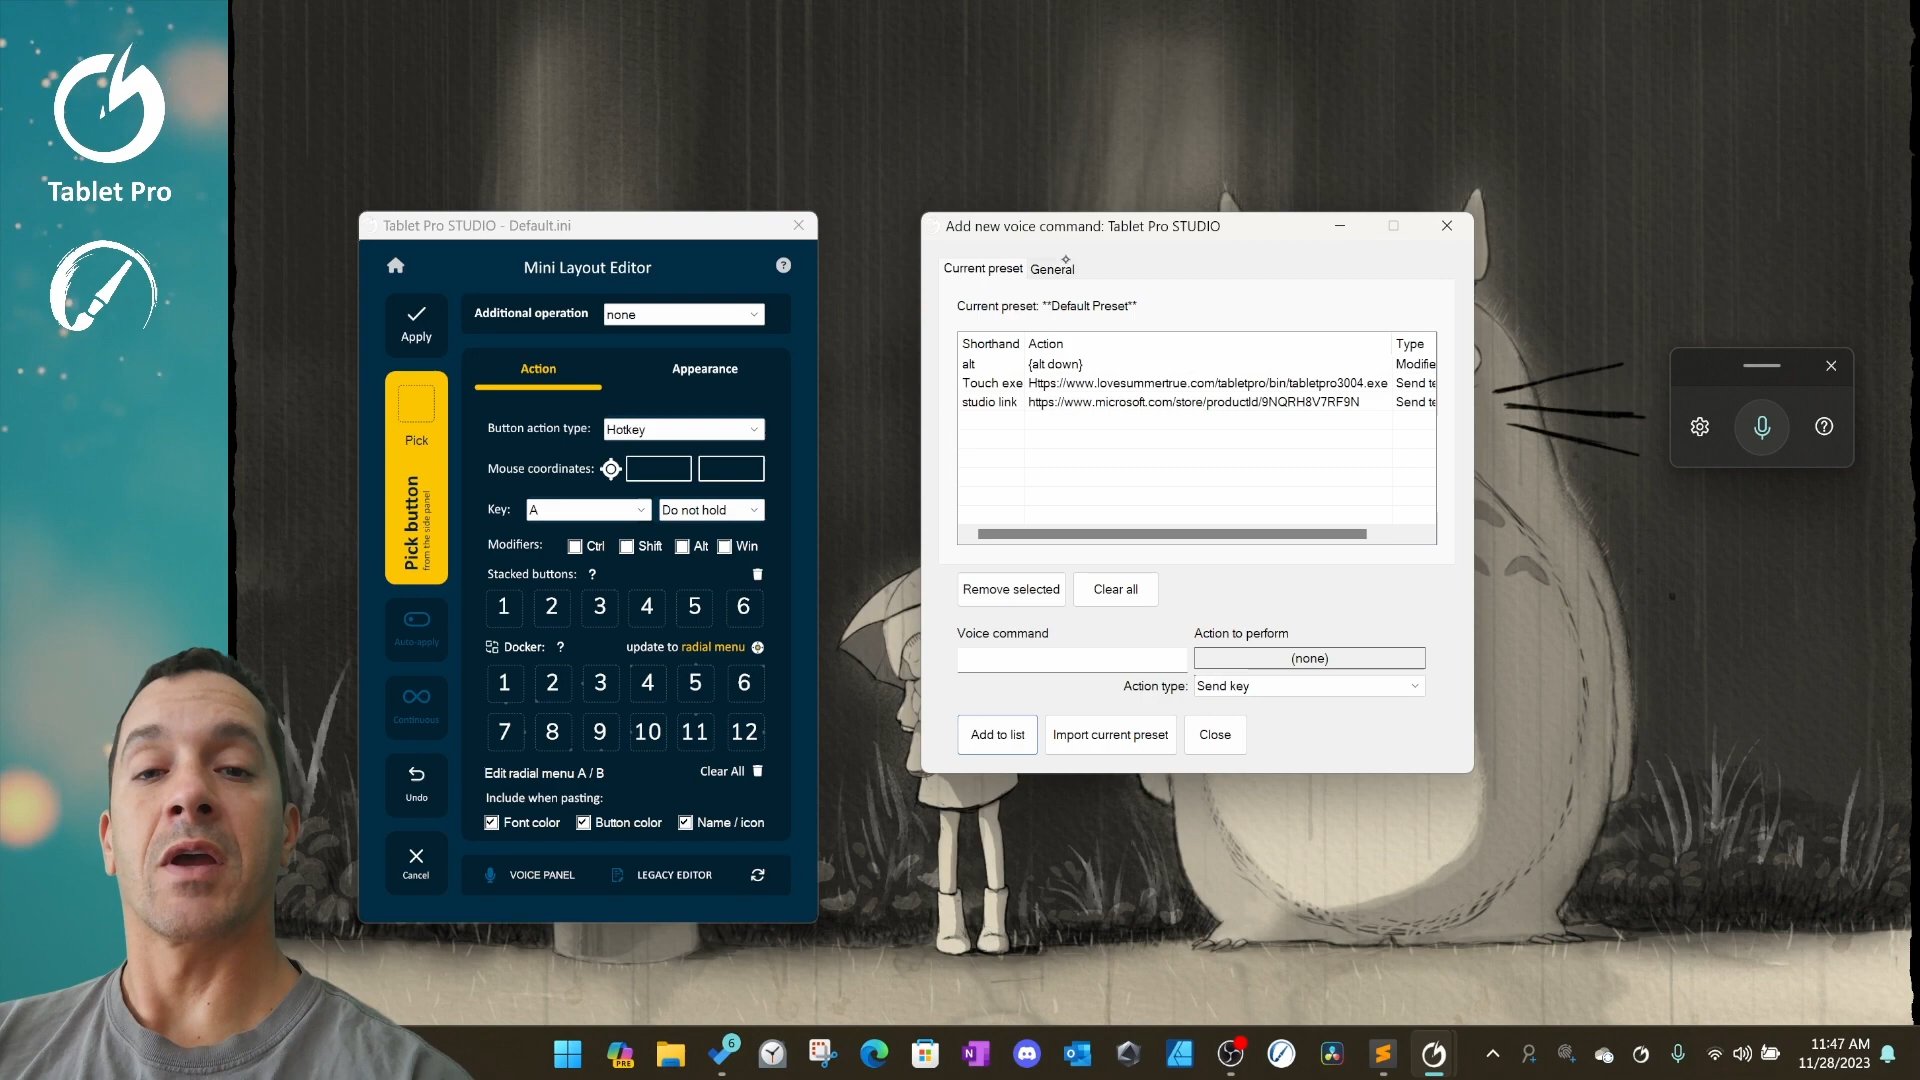 Tablet Pro
Tablet Pro STUDIO - Default.ini
Mini Layout Editor
?
Apply
Additional operation
none
Action
Appearance
Pick
Pick button
from the side panel
Button action type:
Hotkey
Mouse coordinates:
Key:
A
Do not hold
Modifiers:
Ctrl
Shift
Alt
Win
Stacked buttons: ?
1 2 3 4 5 6
Auto-apply
Docker: ?
update to radial menu
1 2 3 4 5 6
Continuous
7 8 9 10 11 12
Undo
Edit radial menu A / B
Clear All
Include when pasting:
Font color
Button color
Name / icon
Cancel
VOICE PANEL
LEGACY EDITOR
Add new voice command: Tablet Pro STUDIO
Current preset
General
Current preset: **Default Preset**
Shorthand Action Type
alt {alt down} Modifie
Touch exe Https://www.lovesummertrue.com/tabletpro/bin/tabletpro3004.exe Send te
studio link https://www.microsoft.com/store/productId/9NQRH8V7RF9N Send te
Remove selected
Clear all
Voice command
Action to perform
(none)
Action type:
Send key
Add to list
Import current preset
Close
?
PRE
6
N
11:47 AM
11/28/2023